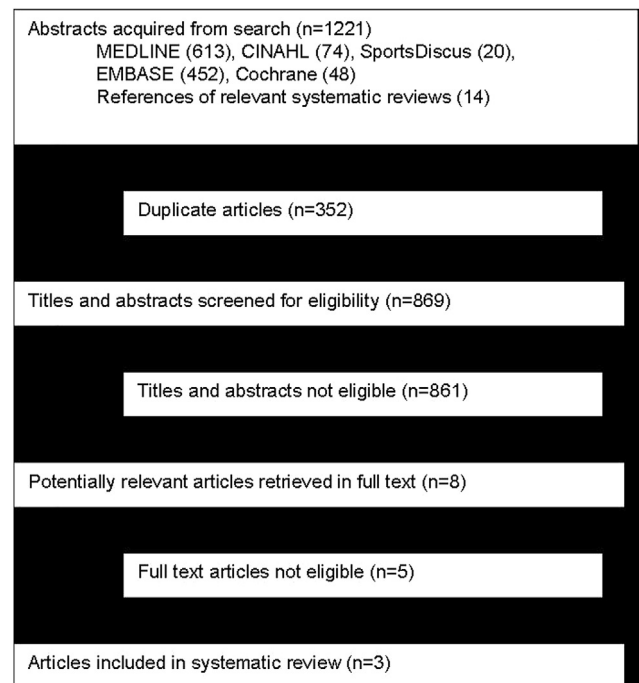 Abstracts acquired from search (n=1221)
MEDLINE (613), CINAHL (74), SportsDiscus (20),
EMBASE (452), Cochrane (48)
References of relevant systematic reviews (14)
Duplicate articles (n=352)
Titles and abstracts screened for eligibility (n=869)
Titles and abstracts not eligible (n=861)
Potentially relevant articles retrieved in full text (n=8)
Full text articles not eligible (n=5)
Articles included in systematic review (n=3)